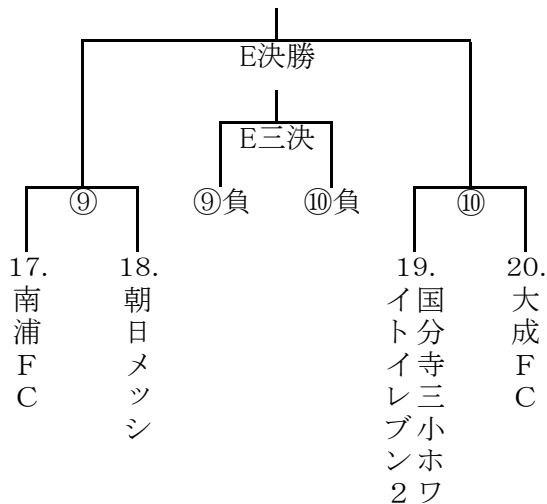 E決勝
E三決
⑨
⑨負
⑩負
⑩
17.
南浦FC
18.
朝日メッシ
19.
国分寺三小ホワ
イトイレブン2
20.
大成FC